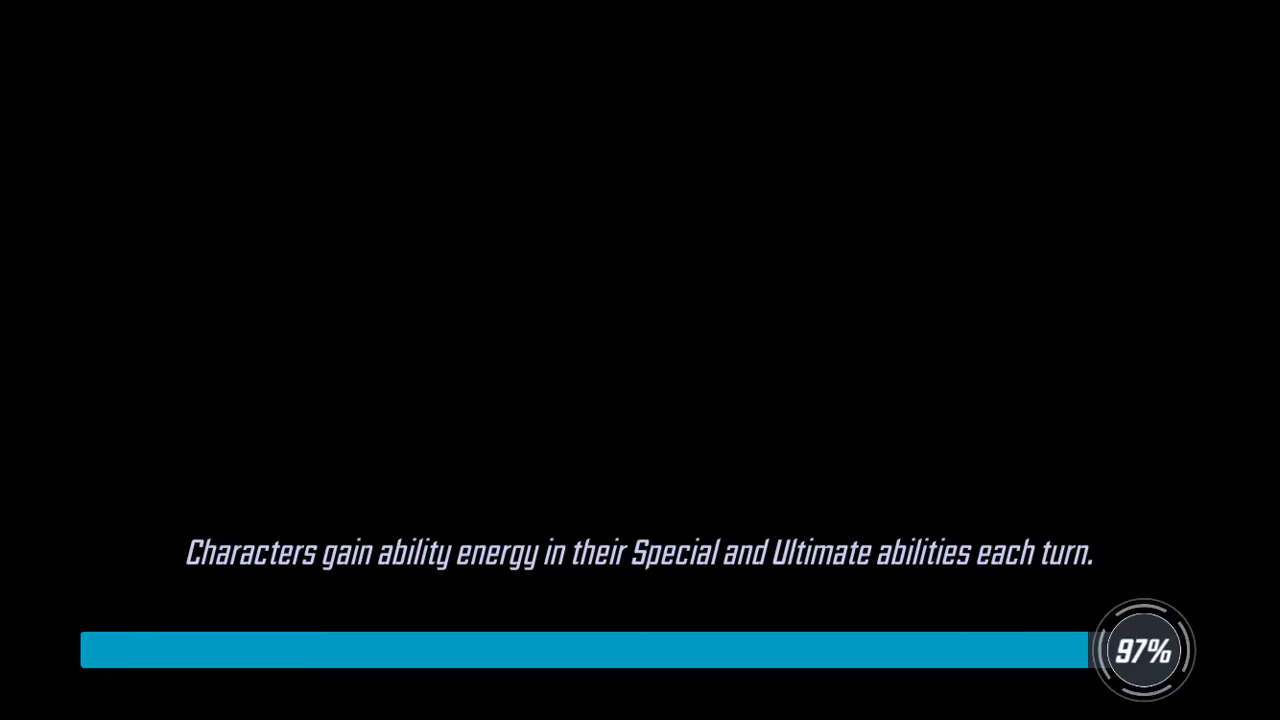 Characters gain ability energy in their Special and Ultimate abilities each turn.
97%